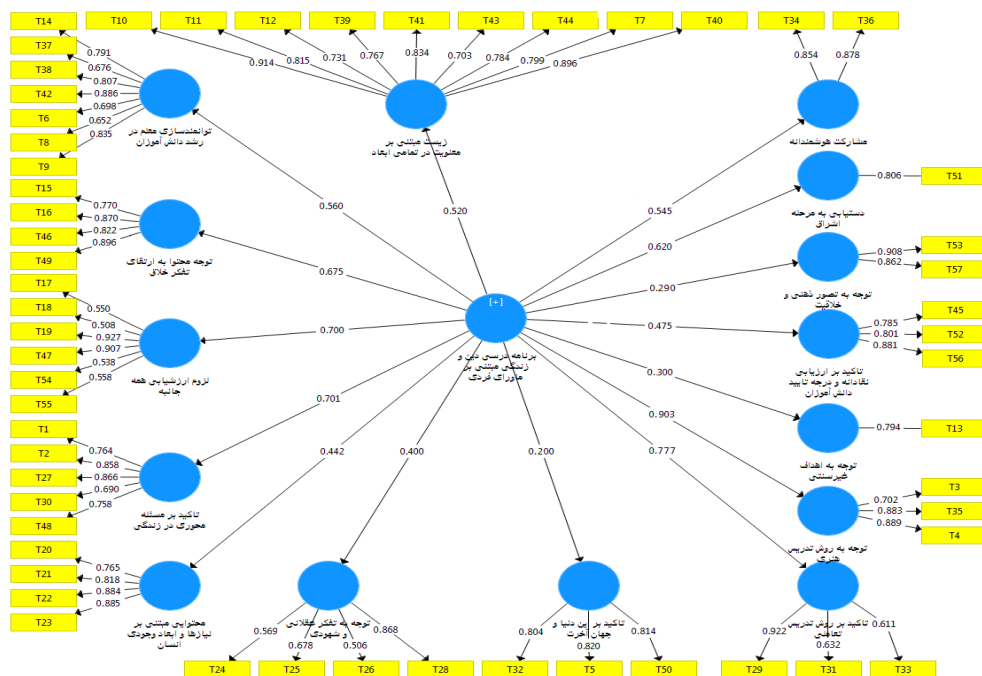 T14
T10
T11
T12
T39
T41
T43
T44
T7
T40
T34
T36
T37
T38
T42
T6
T8
T9
0.791
0.676
0.807
0.886
0.698
0.652
0.835
توانمندسازی معلم در
رشد دانش آموزان
0.914
0.815
0.731
0.767
0.834
0.703
0.784
0.799
0.896
زیست مبتنی بر
معنویت در تمامی ابعاد
0.854
0.878
مشارکت هوشمندانه
T15
T16
T46
T49
0.770
0.870
0.822
0.896
توجه محتوا به ارتقای
تفکر خلاق
0.806
T51
دستیابی به مرحله
اشراق
0.908
0.862
T53
T57
توجه به تصور ذهنی و
خلاقیت
T17
T18
T19
T47
T54
T55
0.550
0.508
0.927
0.907
0.538
0.558
لزوم ارزشیابی همه
جانبه
0.560
0.520
0.545
0.620
0.675
0.290
0.700
0.475
0.701
0.300
0.442
0.400
0.200
0.903
0.777
[+]
برنامه درسی دین و
زندگی مبتنی بر
ماورای فردی
0.785
0.801
0.881
T45
T52
T56
تاکید بر ارزیابی
نقادانه و درجه تایید
دانش آموزان
0.794
T13
توجه به اهداف
غیرسنتی
T1
T2
T27
T30
T48
0.764
0.858
0.866
0.690
0.758
تاکید بر مسئله
محوری در زندگی
0.702
0.883
0.889
T3
T35
T4
توجه به روش تدریس
هنری
T20
T21
T22
T23
0.765
0.818
0.884
0.885
محتوایی مبتنی بر
نیازها و ابعاد وجودی
انسان
توجه به تفکر عقلانی
و شهودی
0.569
0.678
0.506
0.868
T24
T25
T26
T28
تاکید بر این دنیا و
جهان آخرت
0.804
0.820
0.814
T32
T5
T50
تاکید بر روش تدریس
تعاملی
0.922
0.632
0.611
T29
T31
T33